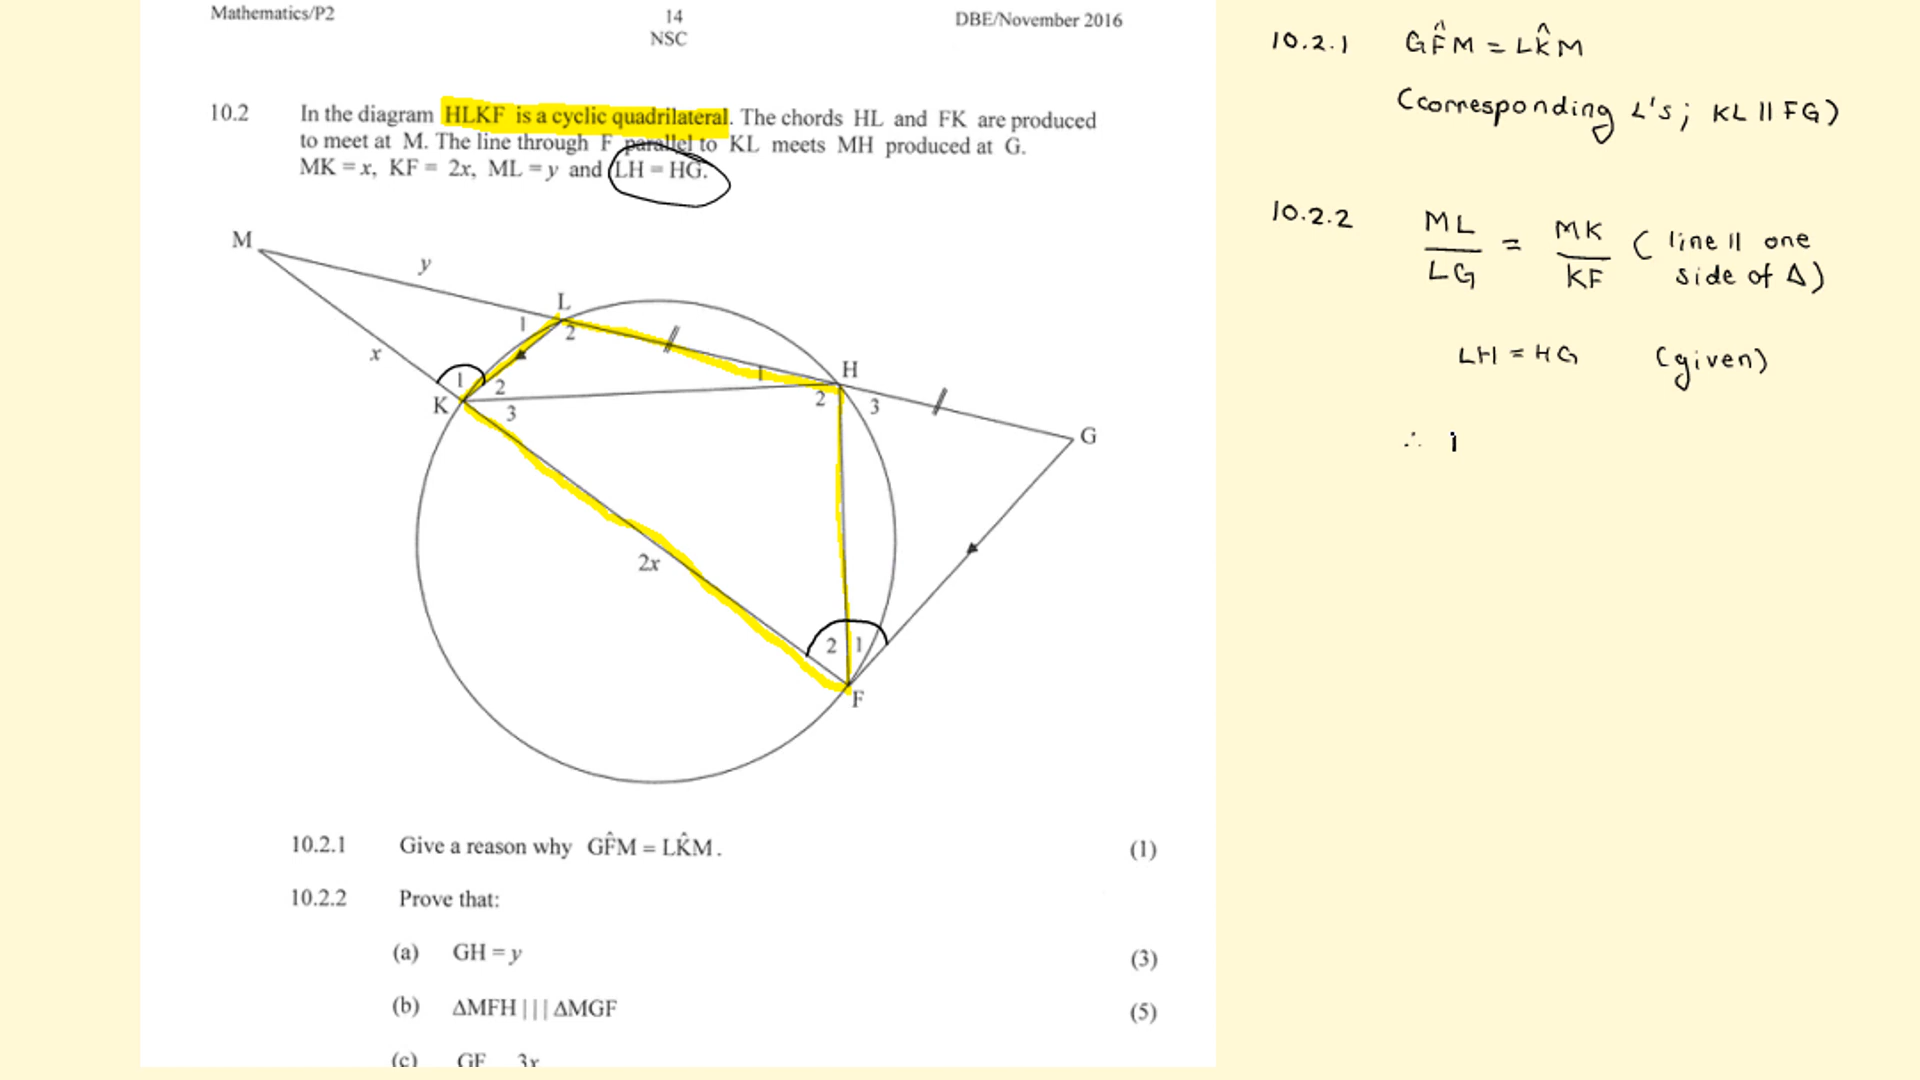 Mathematics/P2
14
NSC
DBE/November 2016
10.2 In the diagram HLKF is a cyclic quadrilateral. The chords HL and FK are produced
to meet at M. The line through F parallel to KL meets MH produced at G.
MK = x, KF = 2x, ML = y and LH = HG.
M
y
L
1
2
x
1
H
K
1
2
3
2
3
G
2x
2
1
F
10.2.1 Give a reason why GF̂M = LK̂M. (1)
10.2.2 Prove that:
(a) GH = y (3)
(b) ΔMFH ||| ΔMGF (5)
(c) GF 3x
10.2.1 GF̂M = LK̂M
(corresponding ∠'s; KL || FG)
10.2.2 ML/LG = MK/KF (line || one
side of Δ)
LH = HG (given)
∴